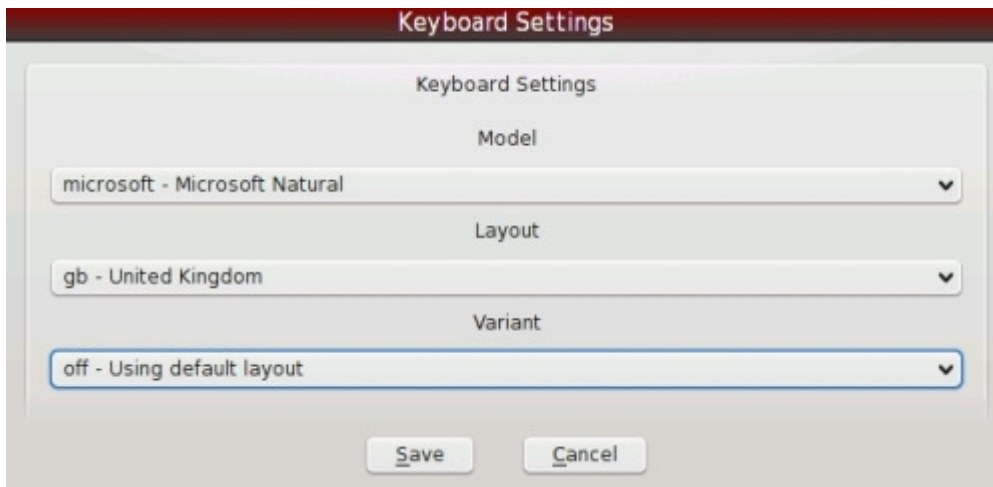 Keyboard Settings
Keyboard Settings
Model
microsoft - Microsoft Natural
Layout
gb - United Kingdom
Variant
off - Using default layout
Save Cancel